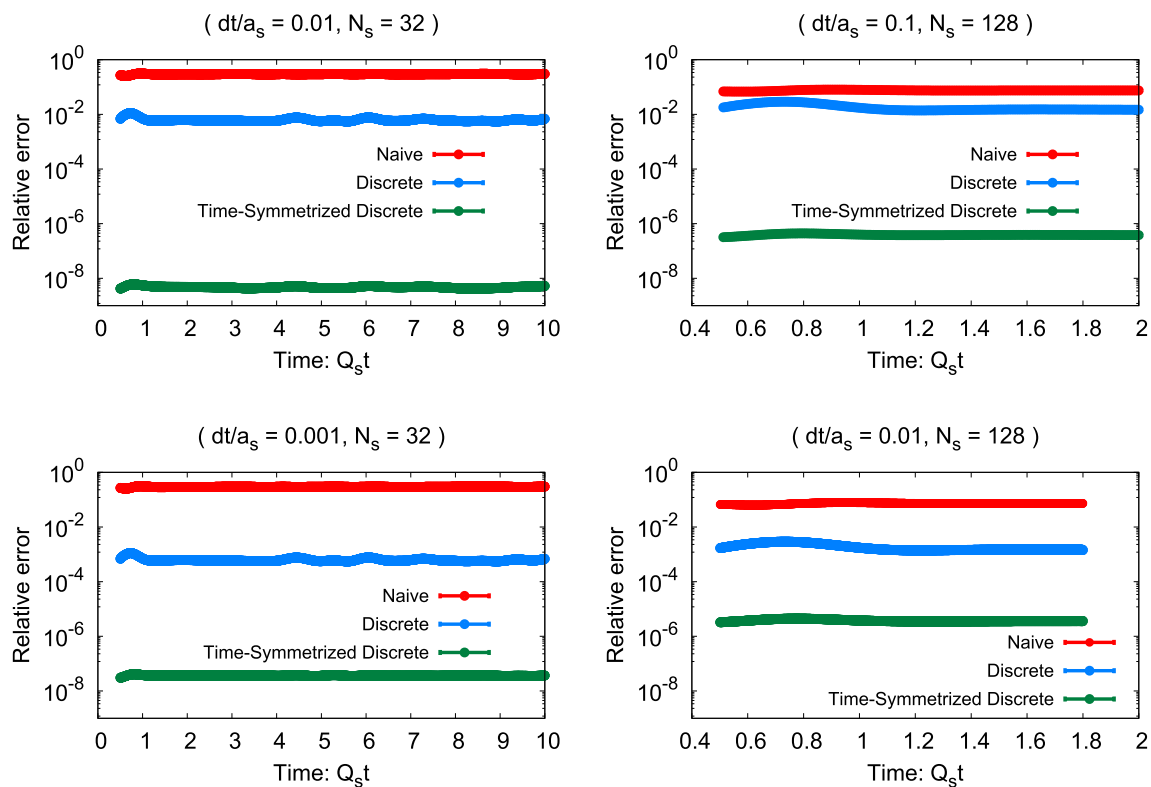 ( dt/a_s = 0.01, N_s = 32 )
10^0
10^-2
10^-4
10^-6
10^-8
Relative error
Naive
Discrete
Time-Symmetrized Discrete
0 1 2 3 4 5 6 7 8 9 10
Time: Q_st
( dt/a_s = 0.1, N_s = 128 )
10^0
10^-2
10^-4
10^-6
10^-8
Relative error
Naive
Discrete
Time-Symmetrized Discrete
0.4 0.6 0.8 1 1.2 1.4 1.6 1.8 2
Time: Q_st
( dt/a_s = 0.001, N_s = 32 )
10^0
10^-2
10^-4
10^-6
10^-8
Relative error
Naive
Discrete
Time-Symmetrized Discrete
0 1 2 3 4 5 6 7 8 9 10
Time: Q_st
( dt/a_s = 0.01, N_s = 128 )
10^0
10^-2
10^-4
10^-6
10^-8
Relative error
Naive
Discrete
Time-Symmetrized Discrete
0.4 0.6 0.8 1 1.2 1.4 1.6 1.8 2
Time: Q_st